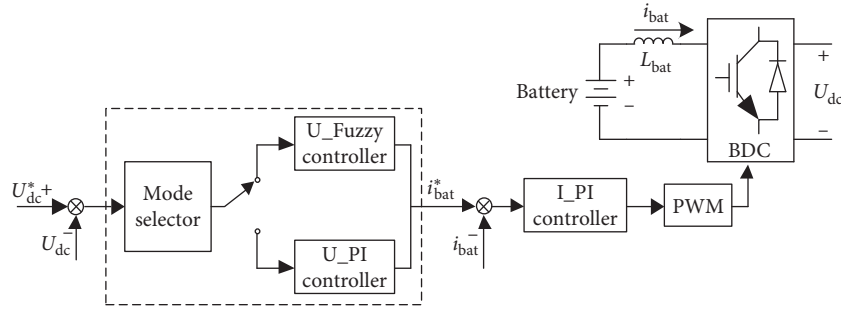 i_bat
L_bat
Battery
+
−
+
U_dc
−
BDC
U_Fuzzy
controller
Mode
selector
U*_dc +
U_dc −
U_PI
controller
i*_bat
i_bat −
I_PI
controller
PWM